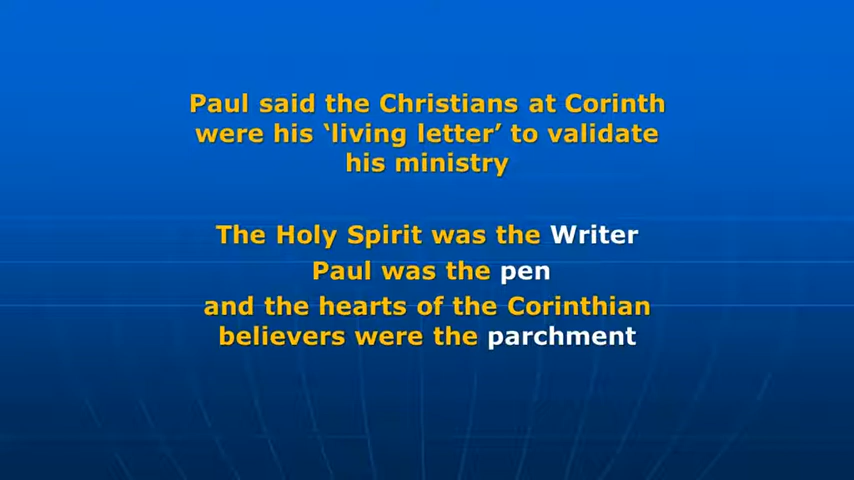 Paul said the Christians at Corinth
were his ‘living letter’ to validate
his ministry
The Holy Spirit was the Writer
Paul was the pen
and the hearts of the Corinthian
believers were the parchment